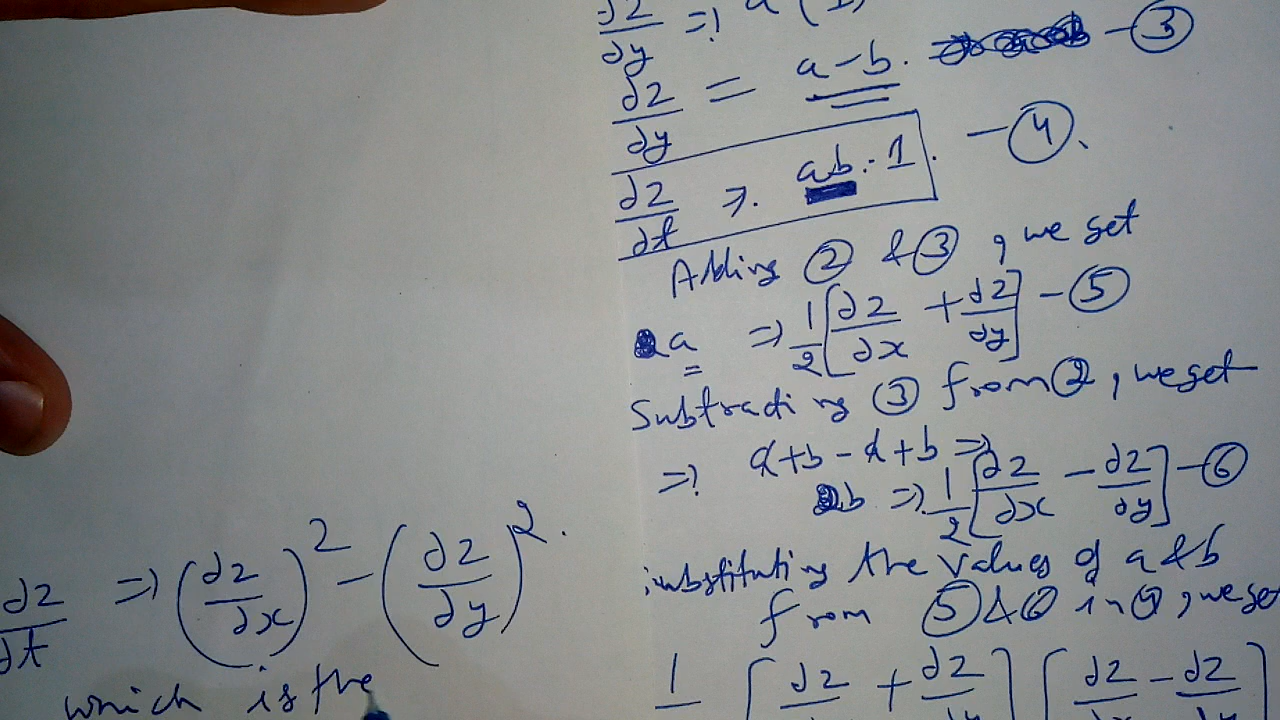 ∂z/∂y => a(1)
∂z/∂y = a-b. -③
∂z/∂t => ab.1. -④.
Adding ② & ③, we get
a => 1/2[∂z/∂x + ∂z/∂y] -⑤
Subtracting ③ from ②, we get
=> a+b-a+b =>
b => 1/2[∂z/∂x - ∂z/∂y] -⑥
substituting the values of a & b
from ⑤ & ⑥ in ④, we get
1 [∂z + ∂z] [∂z - ∂z]
∂z/∂t => (∂z/∂x)² - (∂z/∂y)².
which is the